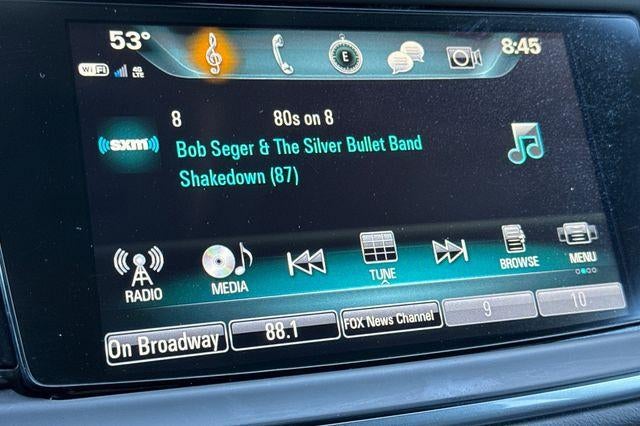 53°
8:45
WiFi
4G
LTE
E
8 80s on 8
((sxm))
Bob Seger & The Silver Bullet Band
Shakedown (87)
RADIO
MEDIA
TUNE
BROWSE
MENU
On Broadway
88.1
FOX News Channel
9
10